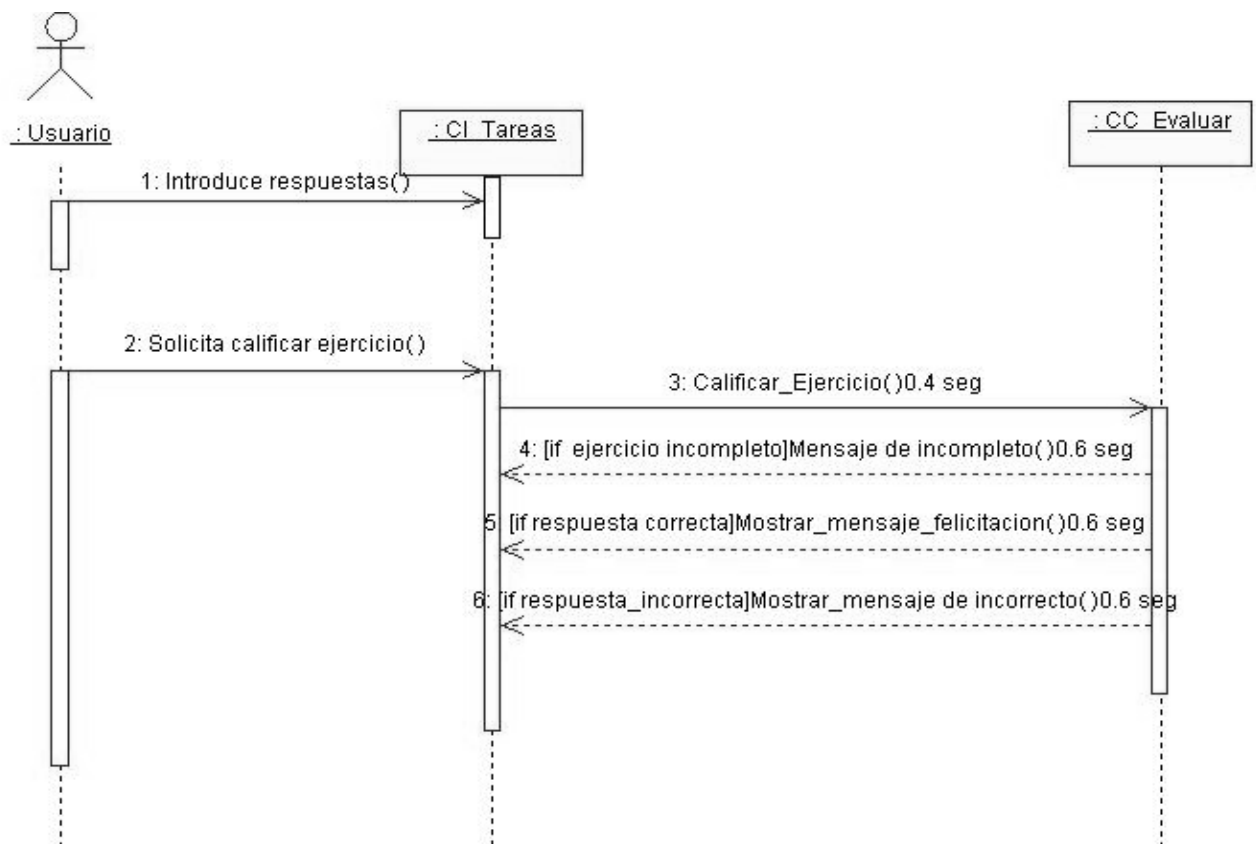 : Usuario
: CI_Tareas
: CC_Evaluar
1: Introduce respuestas()
2: Solicita calificar ejercicio()
3: Calificar_Ejercicio()0.4 seg
4: [if ejercicio incompleto]Mensaje de incompleto()0.6 seg
5: [if respuesta correcta]Mostrar_mensaje_felicitacion()0.6 seg
6: [if respuesta_incorrecta]Mostrar_mensaje de incorrecto()0.6 seg